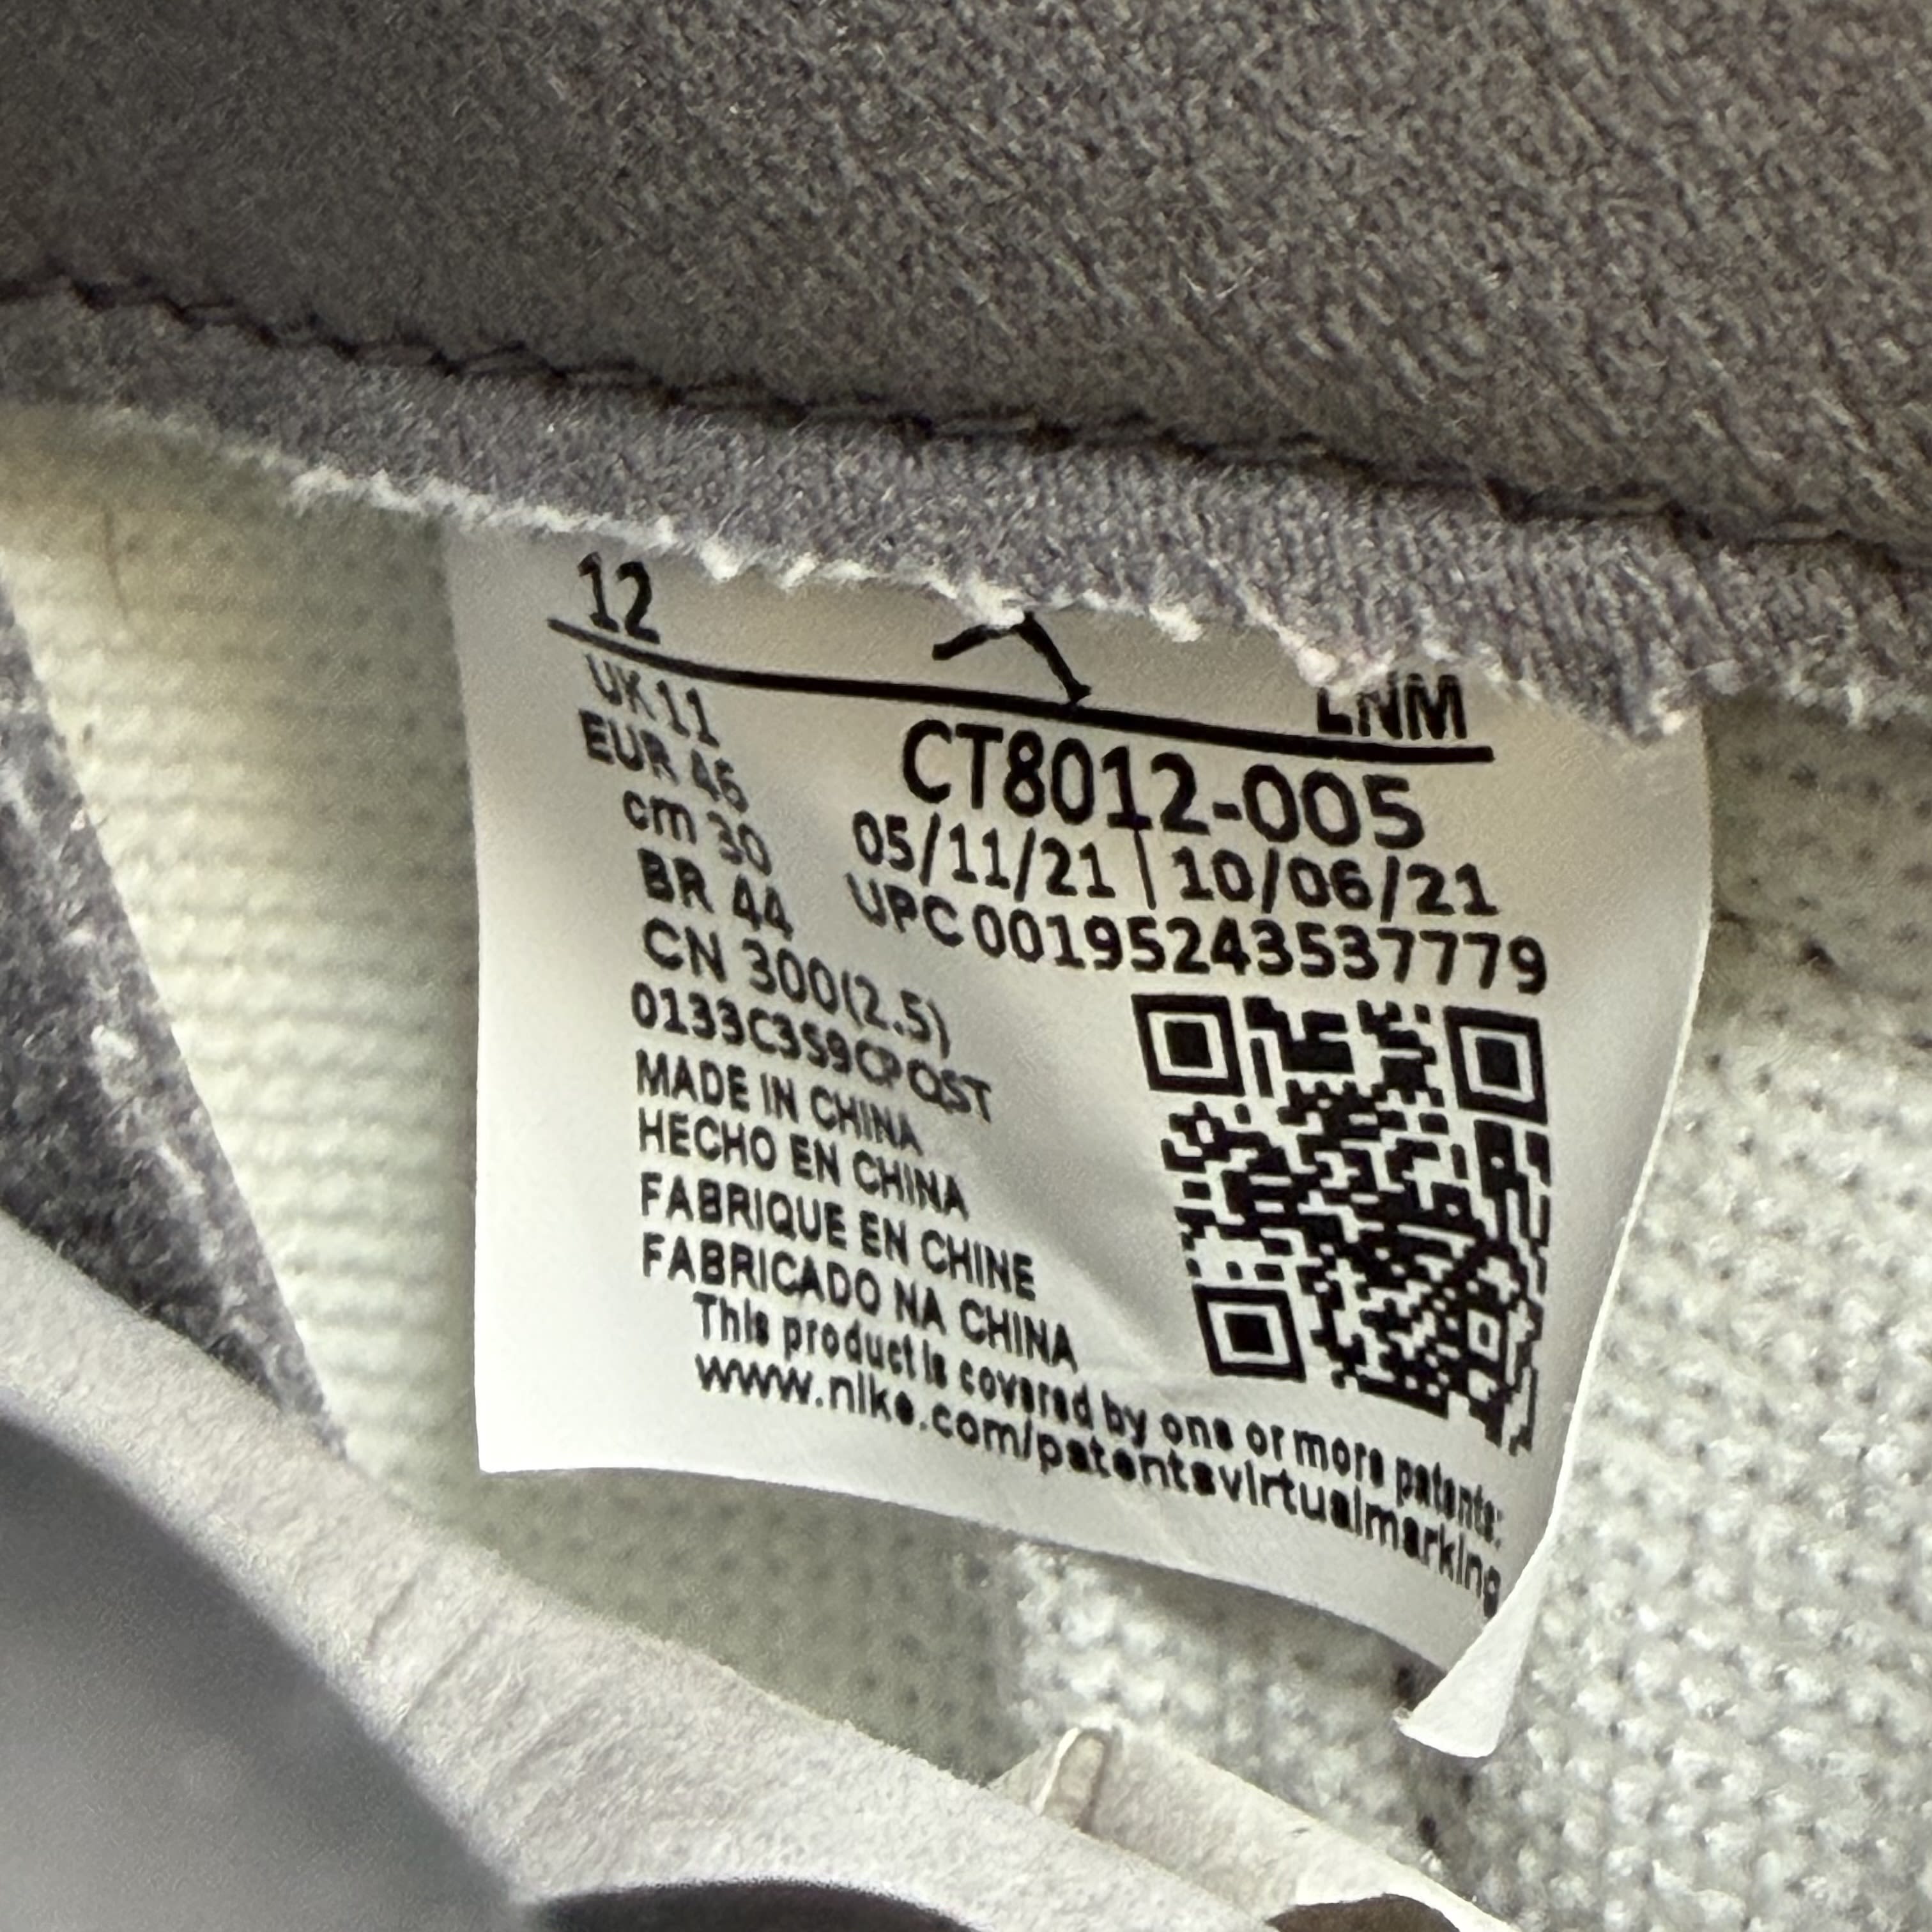 12
LNM
UK 11
EUR 46
cm 30
BR 44
CN 300(2.5)
CT8012-005
05/11/21 | 10/06/21
UPC 00195243537779
0133C3S9CPQST
MADE IN CHINA
HECHO EN CHINA
FABRIQUE EN CHINE
FABRICADO NA CHINA
This product is covered by one or more patents:
www.nike.com/patentsvirtualmarking